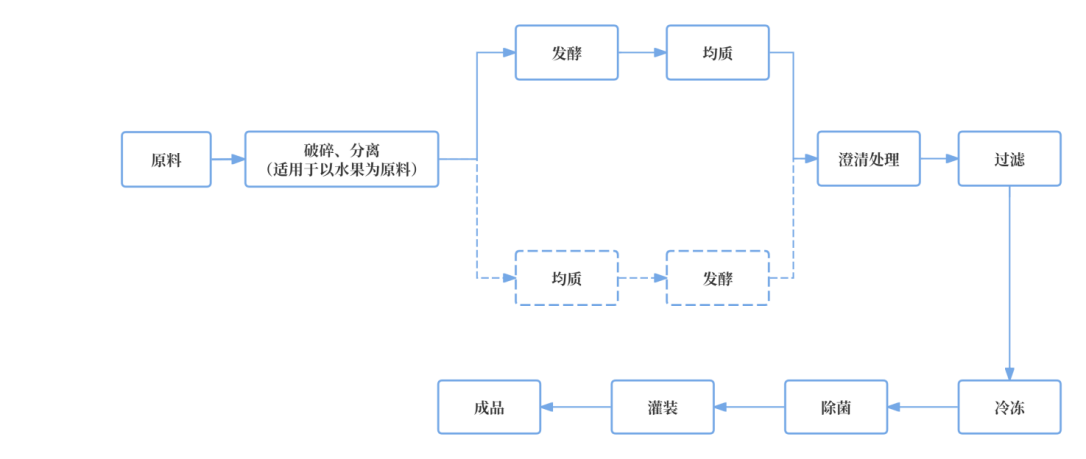 发酵
均质
原料
破碎、分离
（适用于以水果为原料）
澄清处理
过滤
均质
发酵
成品
灌装
除菌
冷冻